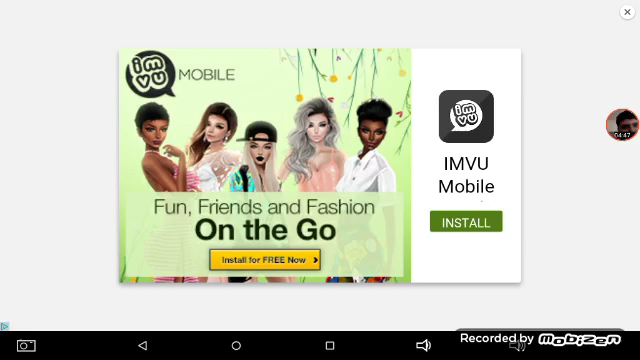 imvu MOBILE
Fun, Friends and Fashion
On the Go
Install for FREE Now
imvu
IMVU
Mobile
INSTALL
04:47
Recorded by mobizen